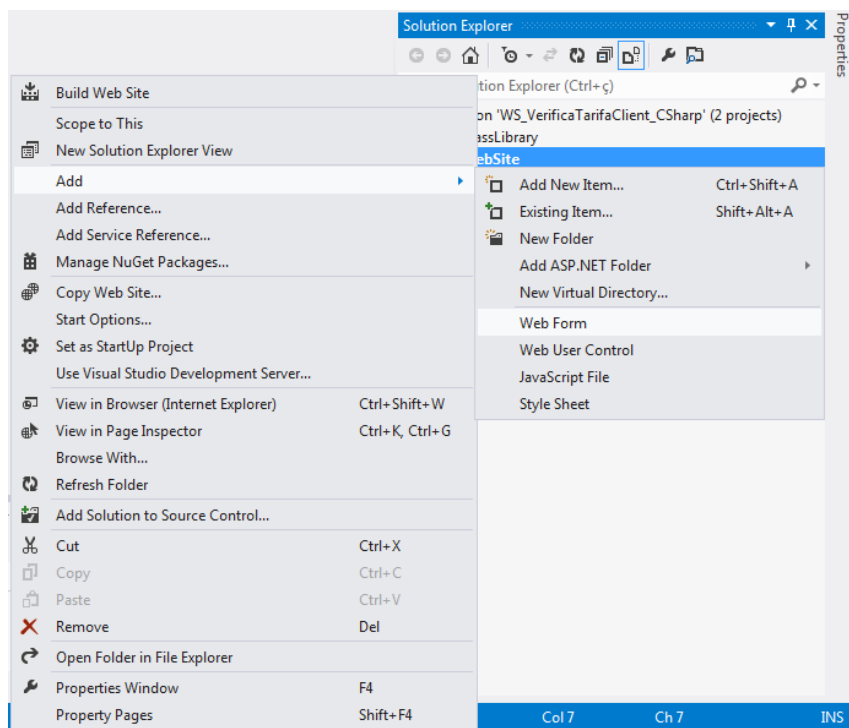 Solution Explorer
Properties
tion Explorer (Ctrl+ç)
on 'WS_VerificaTarifaClient_CSharp' (2 projects)
assLibrary
ebSite
Build Web Site
Scope to This
New Solution Explorer View
Add
Add Reference...
Add Service Reference...
Manage NuGet Packages...
Copy Web Site...
Start Options...
Set as StartUp Project
Use Visual Studio Development Server...
View in Browser (Internet Explorer) Ctrl+Shift+W
View in Page Inspector Ctrl+K, Ctrl+G
Browse With...
Refresh Folder
Add Solution to Source Control...
Cut Ctrl+X
Copy Ctrl+C
Paste Ctrl+V
Remove Del
Open Folder in File Explorer
Properties Window F4
Property Pages Shift+F4
Add New Item... Ctrl+Shift+A
Existing Item... Shift+Alt+A
New Folder
Add ASP.NET Folder
New Virtual Directory...
Web Form
Web User Control
JavaScript File
Style Sheet
Col 7 Ch 7 INS